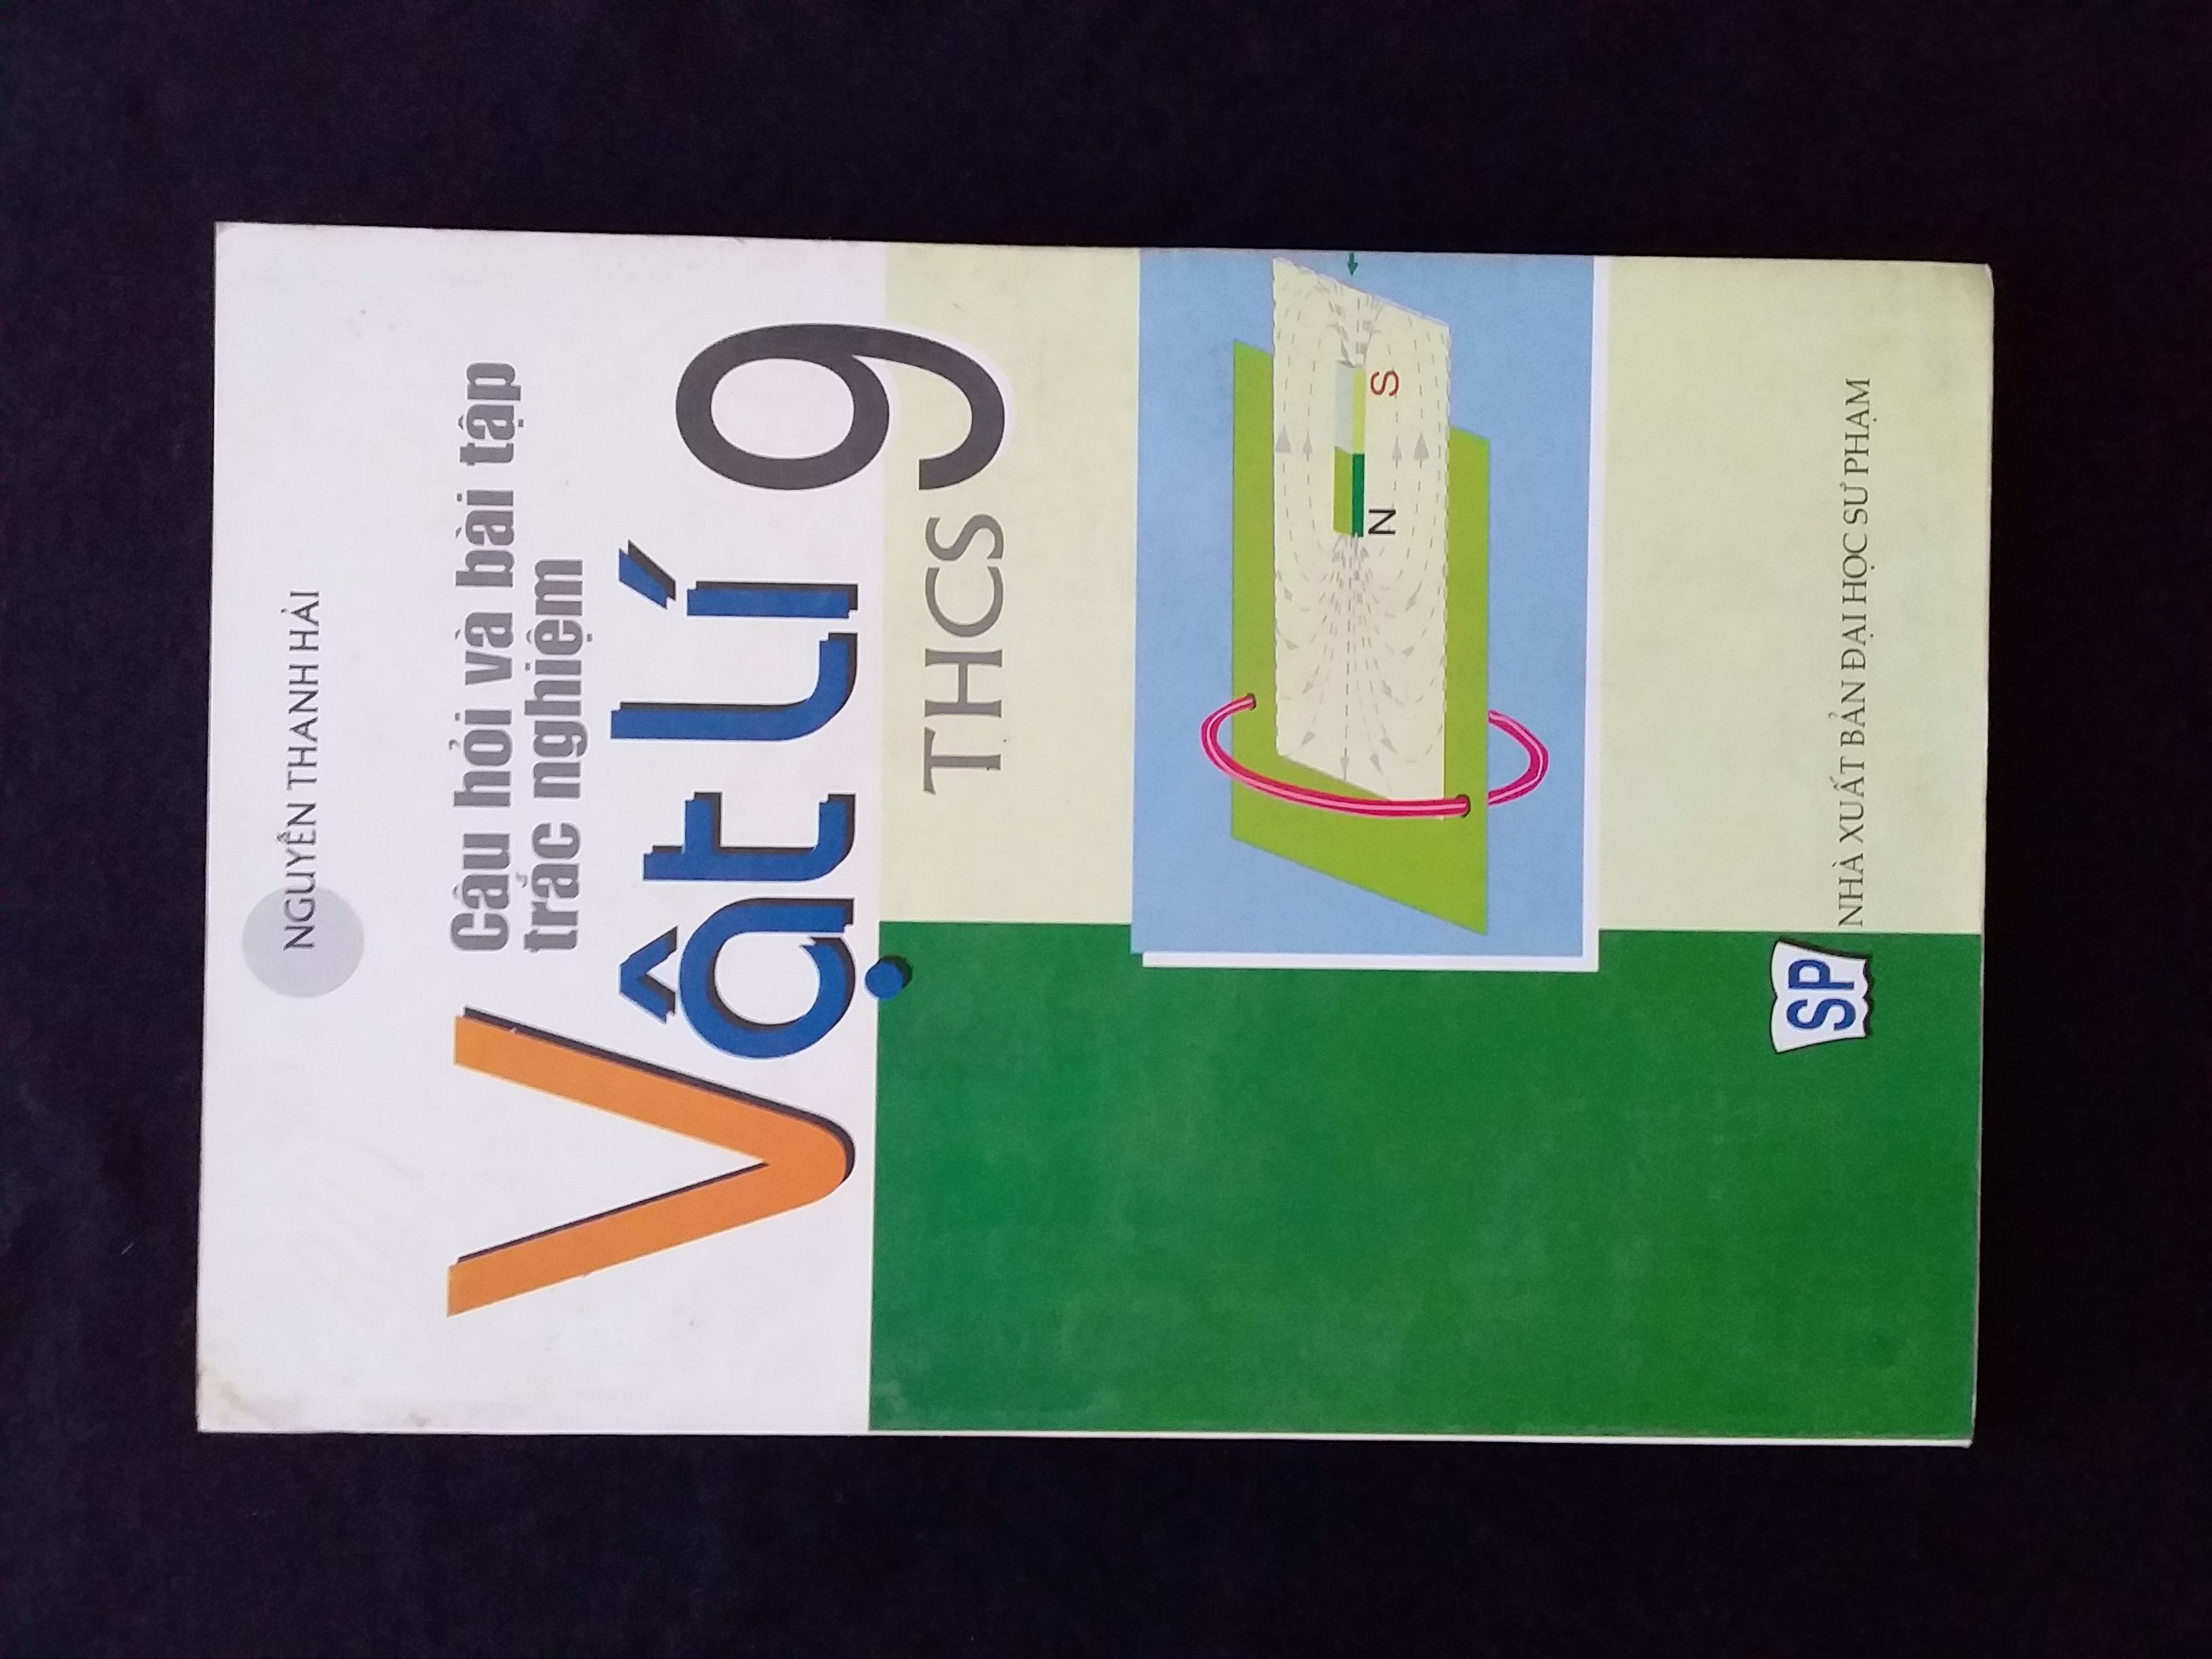 NGUYỄN THANH HẢI
Câu hỏi và bài tập
trắc nghiệm
Vật lí 9
THCS
N S
SP
NHÀ XUẤT BẢN ĐẠI HỌC SƯ PHẠM